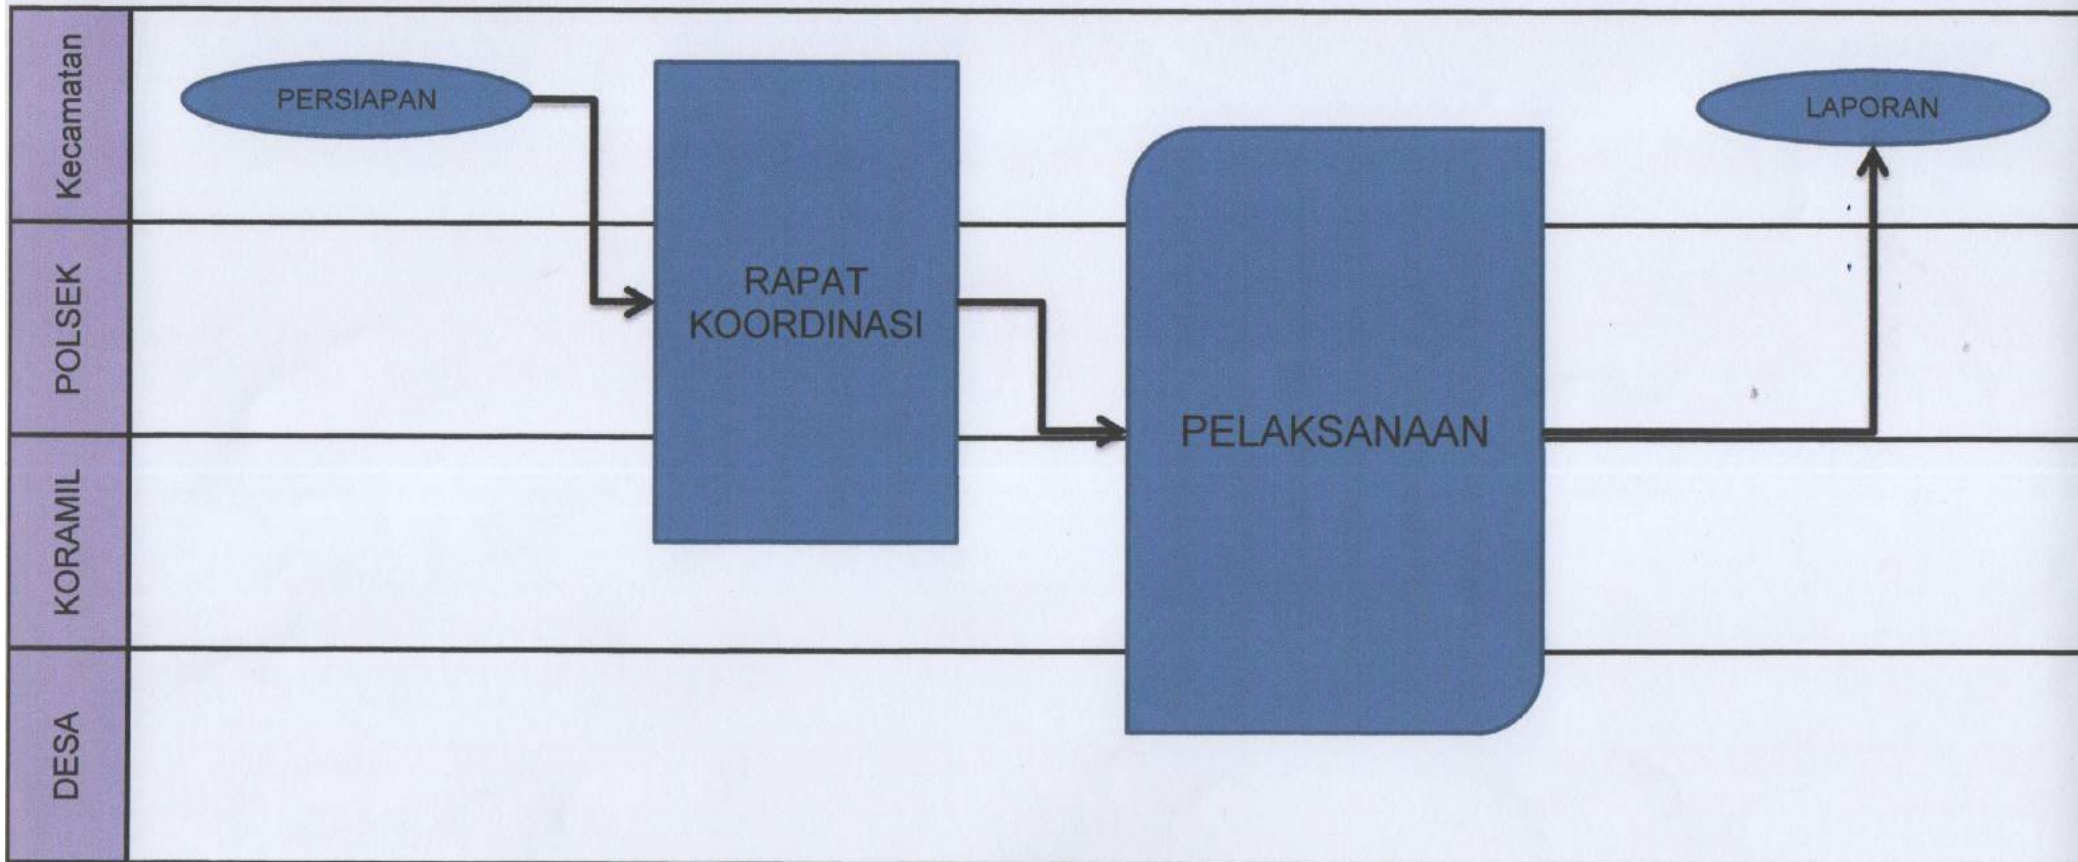 Kecamatan
PERSIAPAN
LAPORAN
POLSEK
RAPAT
KOORDINASI
PELAKSANAAN
KORAMIL
DESA